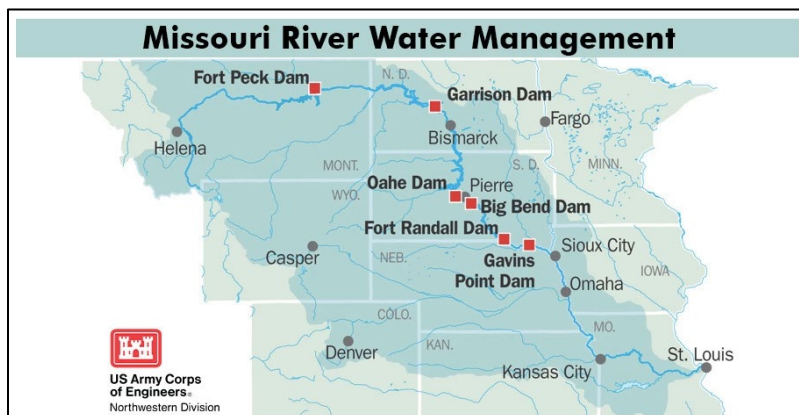 Missouri River Water Management
Fort Peck Dam
N. D.
Garrison Dam
Fargo
Bismarck
Helena
MONT.
S. D.
MINN.
Oahe Dam
Pierre
WYO.
Big Bend Dam
Fort Randall Dam
Casper
NEB.
Gavins
Point Dam
Sioux City
IOWA
Omaha
COLO.
MO.
Denver
KAN.
Kansas City
St. Louis
US Army Corps
of Engineers®
Northwestern Division